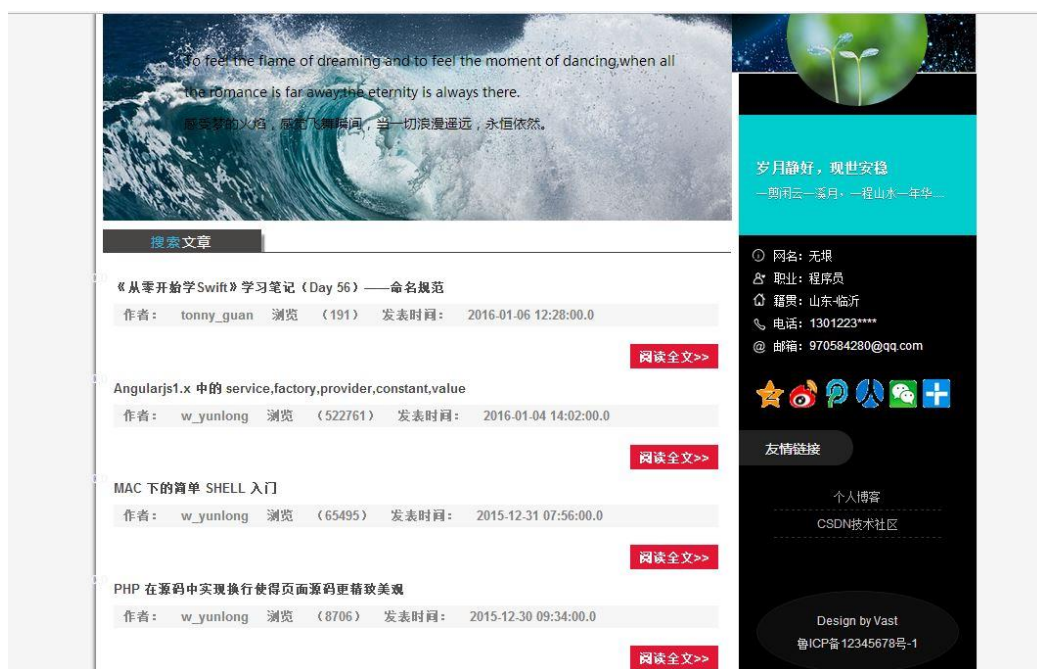 To feel the flame of dreaming and to feel the moment of dancing,when all
the romance is far away,the eternity is always there.
感受梦的火焰，感觉飞舞瞬间，当一切浪漫遥远，永恒依然。
搜索文章
《从零开始学Swift》学习笔记（Day 56）——命名规范
作者： tonny_guan 浏览 （191） 发表时间： 2016-01-06 12:28:00.0
阅读全文>>
Angularjs1.x 中的 service,factory,provider,constant,value
作者： w_yunlong 浏览 （522761） 发表时间： 2016-01-04 14:02:00.0
阅读全文>>
MAC 下的简单 SHELL 入门
作者： w_yunlong 浏览 （65495） 发表时间： 2015-12-31 07:56:00.0
阅读全文>>
PHP 在源码中实现换行使得页面源码更精致美观
作者： w_yunlong 浏览 （8706） 发表时间： 2015-12-30 09:34:00.0
阅读全文>>
岁月静好，现世安稳
一剪闲云一溪月、一程山水一年华...
网名：无垠
职业：程序员
籍贯：山东-临沂
电话：1301223****
邮箱：970584280@qq.com
友情链接
个人博客
CSDN技术社区
Design by Vast
鲁ICP备12345678号-1